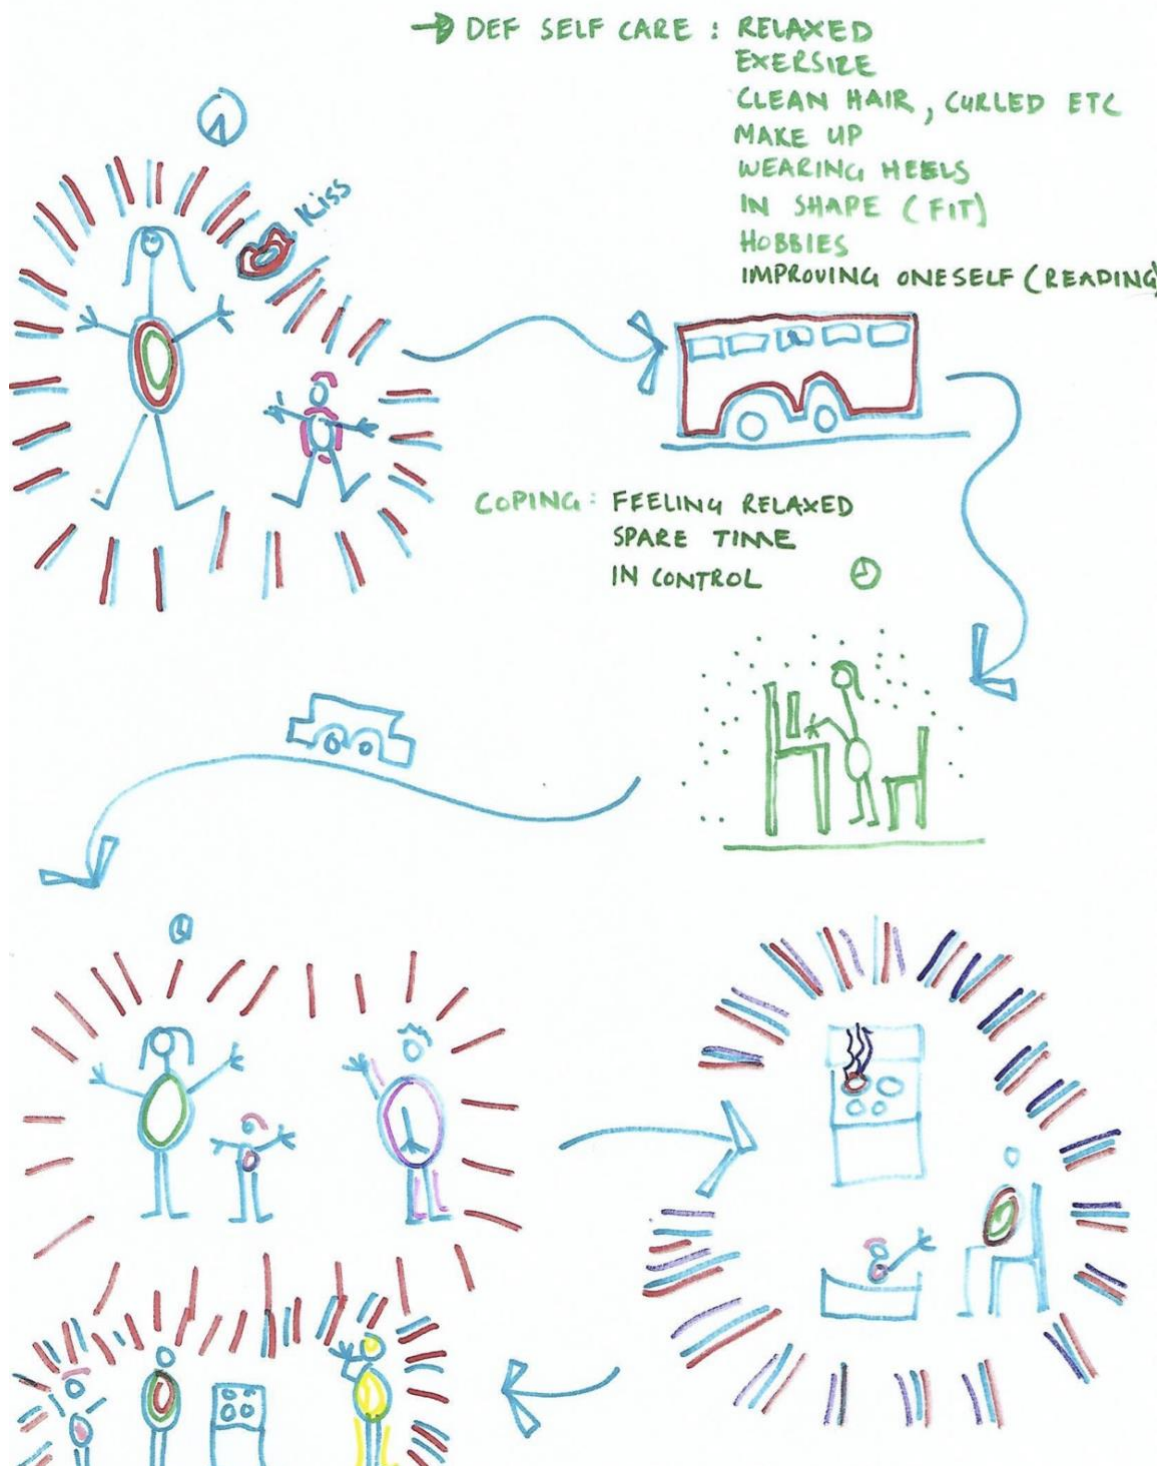 → DEF SELF CARE : RELAXED
EXERSIZE
CLEAN HAIR, CURLED ETC
MAKE UP
WEARING HEELS
IN SHAPE (FIT)
HOBBIES
IMPROVING ONESELF (READING)
Kiss
COPING: FEELING RELAXED
SPARE TIME
IN CONTROL